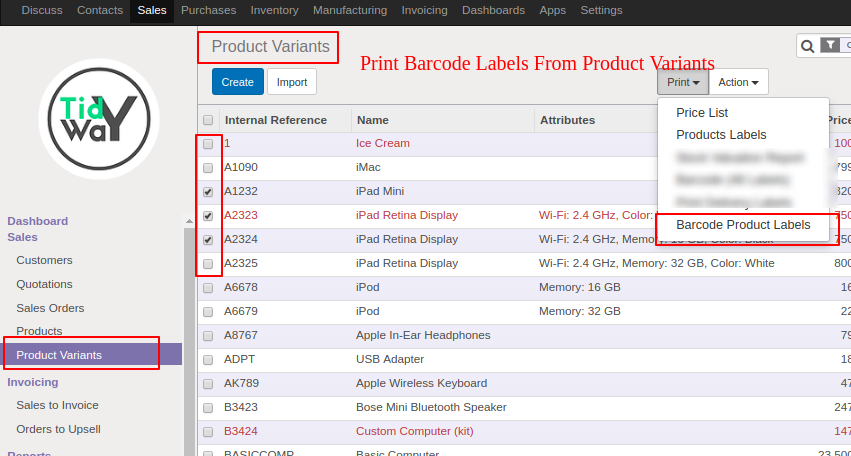 Discuss Contacts Sales Purchases Inventory Manufacturing Invoicing Dashboards Apps Settings
Product Variants
Print Barcode Labels From Product Variants
Create Import Print Action
Price List
Products Labels
Barcode Product Labels
Tidy
Way
Dashboard
Sales
Customers
Quotations
Sales Orders
Products
Product Variants
Invoicing
Sales to Invoice
Orders to Upsell
Reports
Internal Reference Name Attributes Price
1 Ice Cream 100
A1090 iMac 799
A1232 iPad Mini 320
A2323 iPad Retina Display Wi-Fi: 2.4 GHz, Color: 750
A2324 iPad Retina Display Wi-Fi: 2.4 GHz, Memory: 16 GB, Color: Black 750
A2325 iPad Retina Display Wi-Fi: 2.4 GHz, Memory: 32 GB, Color: White 800
A6678 iPod Memory: 16 GB 16
A6679 iPod Memory: 32 GB 22
A8767 Apple In-Ear Headphones 79
ADPT USB Adapter 18
AK789 Apple Wireless Keyboard 47
B3423 Bose Mini Bluetooth Speaker 247
B3424 Custom Computer (kit) 147
BASICCOMP Basic Computer 23,500